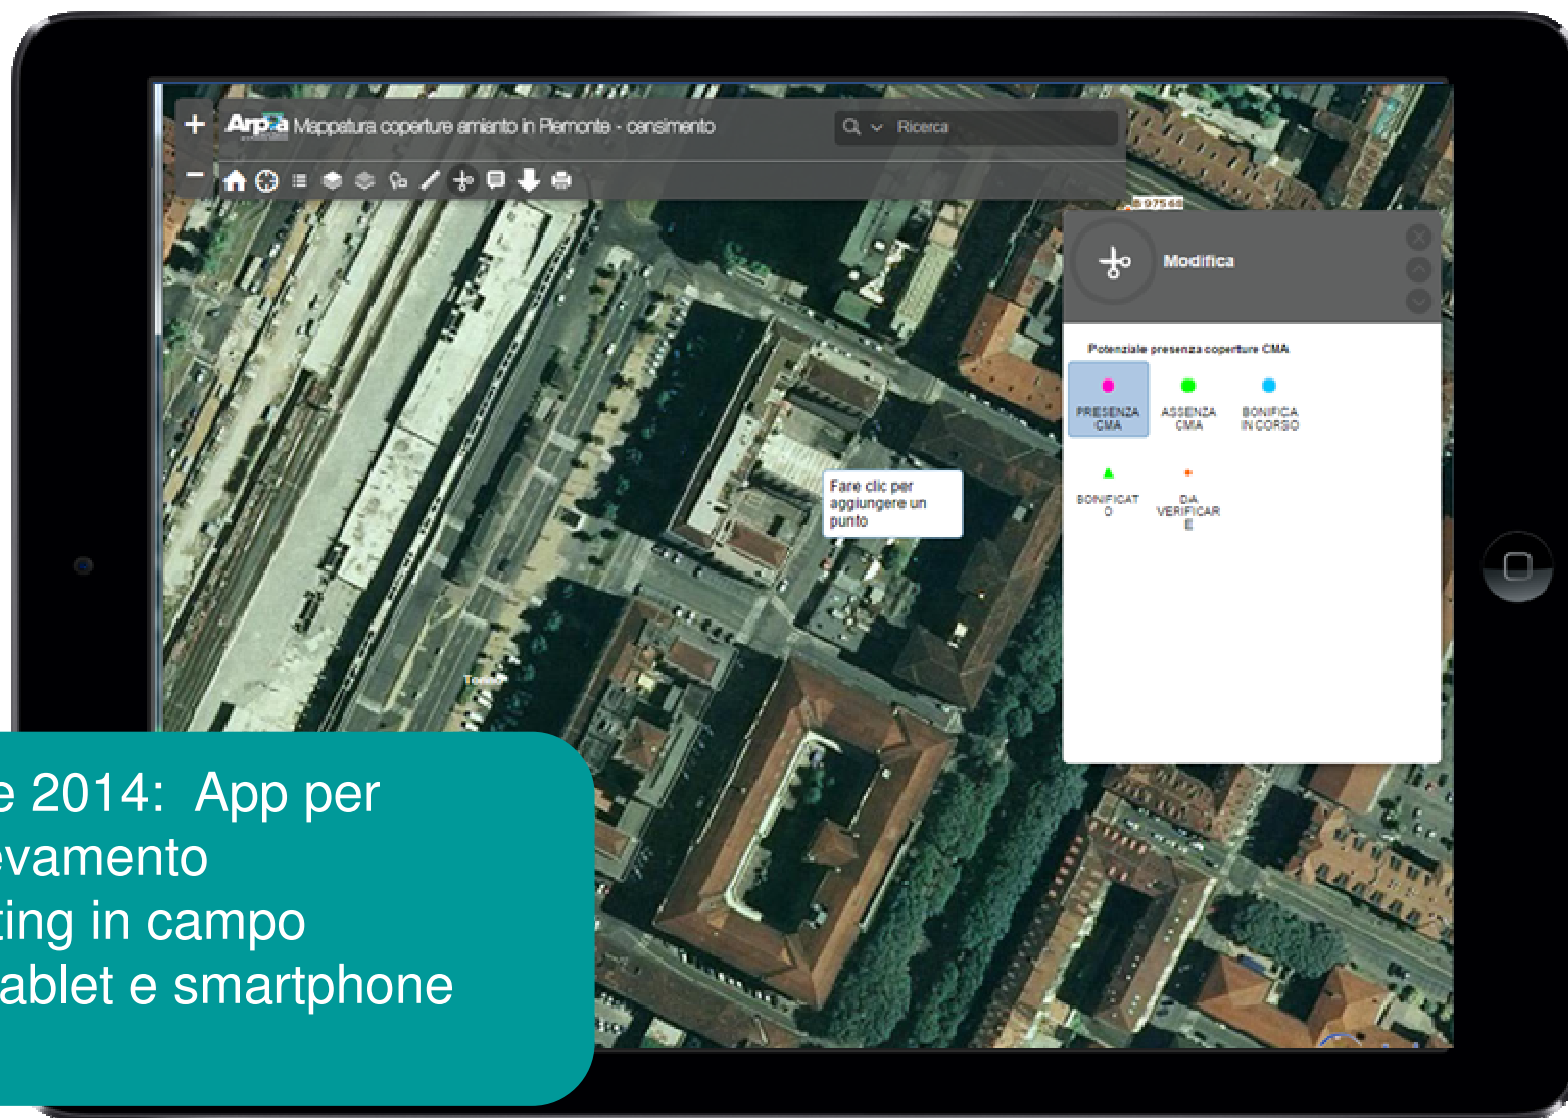 Arpa Mappatura coperture amianto in Piemonte - censimento
Ricerca
97568
Modifica
Potenziale presenza coperture CMA
PRESENZA CMA
ASSENZA CMA
BONIFICA IN CORSO
BONIFICAT
O
DA
VERIFICAR
E
Fare clic per
aggiungere un
punto
e 2014: App per
evamento
ting in campo
ablet e smartphone